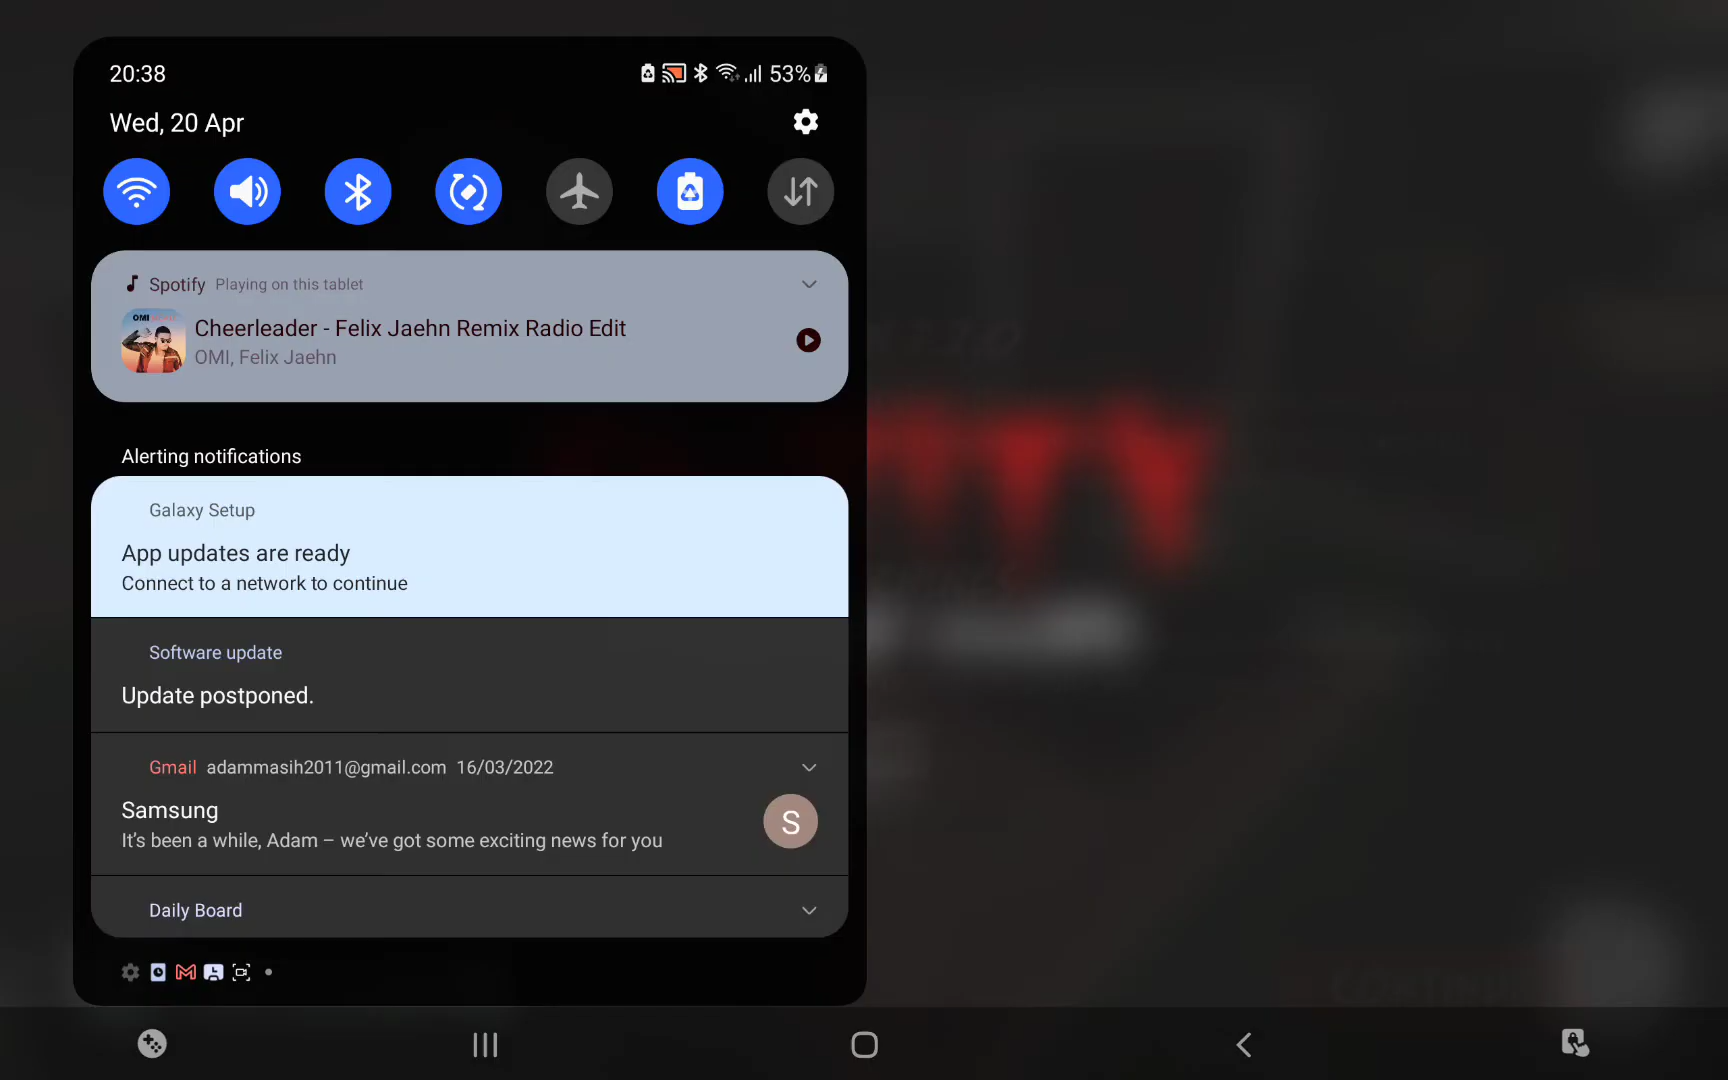 20:38
53%
Wed, 20 Apr
Spotify Playing on this tablet
Cheerleader - Felix Jaehn Remix Radio Edit
OMI, Felix Jaehn
OMI
Alerting notifications
Galaxy Setup
App updates are ready
Connect to a network to continue
Software update
Update postponed.
Gmail adammasih2011@gmail.com 16/03/2022
Samsung
S
It's been a while, Adam – we've got some exciting news for you
Daily Board